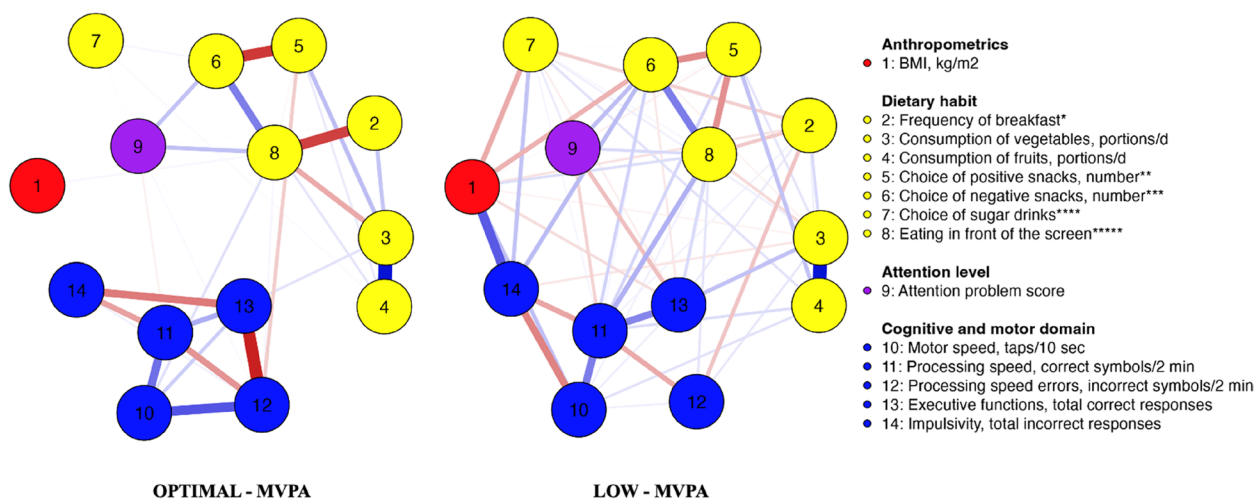 7
6
5
2
9
8
1
3
4
14
13
11
12
10
OPTIMAL - MVPA
7
6
5
2
9
8
1
3
4
14
13
11
12
10
LOW - MVPA
Anthropometrics
1: BMI, kg/m2
Dietary habit
2: Frequency of breakfast*
3: Consumption of vegetables, portions/d
4: Consumption of fruits, portions/d
5: Choice of positive snacks, number**
6: Choice of negative snacks, number***
7: Choice of sugar drinks****
8: Eating in front of the screen*****
Attention level
9: Attention problem score
Cognitive and motor domain
10: Motor speed, taps/10 sec
11: Processing speed, correct symbols/2 min
12: Processing speed errors, incorrect symbols/2 min
13: Executive functions, total correct responses
14: Impulsivity, total incorrect responses